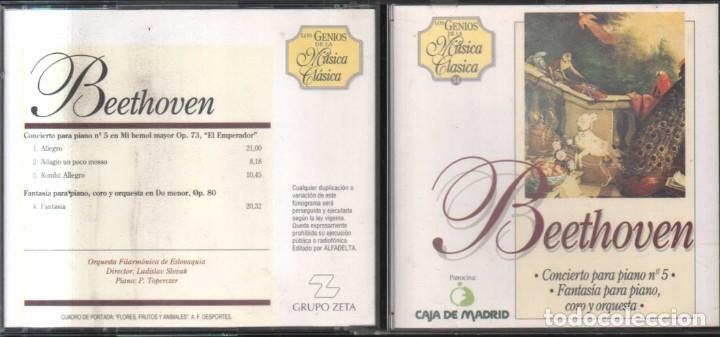 Beethoven
LOS GENIOS
DE LA
Música
Clásica
Concierto para piano nº 5 en Mi bemol mayor Op. 73, "El Emperador"
1. Allegro 21,00
2. Adagio un poco mosso 8,18
3. Rondo: Allegro 10,45
Fantasia para piano, coro y orquesta en Do menor, Op. 80
4. Fantasia 20,32
Orquesta Filarmónica de Eslovaquia
Director: Ladislav Slovak
Piano: P. Toperczer
Cualquier duplicación o
variación de este
fonograma será
perseguida y ejecutada
según la ley vigente.
Queda expresamente
prohibida su ejecución
pública o radiofónica.
Editado por ALFADELTA.
GRUPO ZETA
CUADRO DE PORTADA: "FLORES, FRUTOS Y ANIMALES". A. F. DESPORTES.
LOS GENIOS
DE LA
Música
Clasica
Beethoven
• Concierto para piano nº 5 •
• Fantasía para piano,
coro y orquesta •
Patrocina:
CAJA DE MADRID
todocoleccion